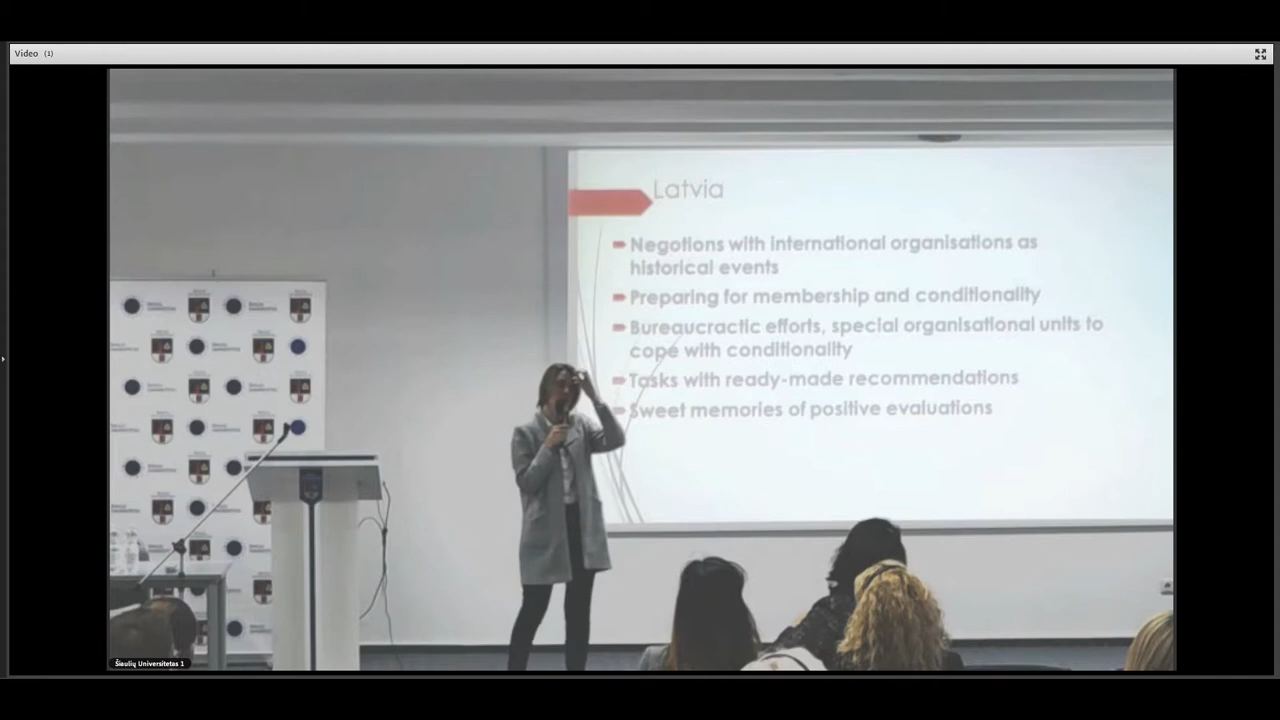 Video (1)
Latvia
Negotions with international organisations as
historical events
Preparing for membership and conditionality
Bureaucractic efforts, special organisational units to
cope with conditionality
Tasks with ready-made recommendations
Sweet memories of positive evaluations
Šiaulių Universitetas 1